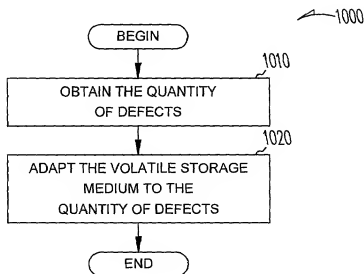 1000
BEGIN
1010
OBTAIN THE QUANTITY
OF DEFECTS
1020
ADAPT THE VOLATILE STORAGE
MEDIUM TO THE
QUANTITY OF DEFECTS
END